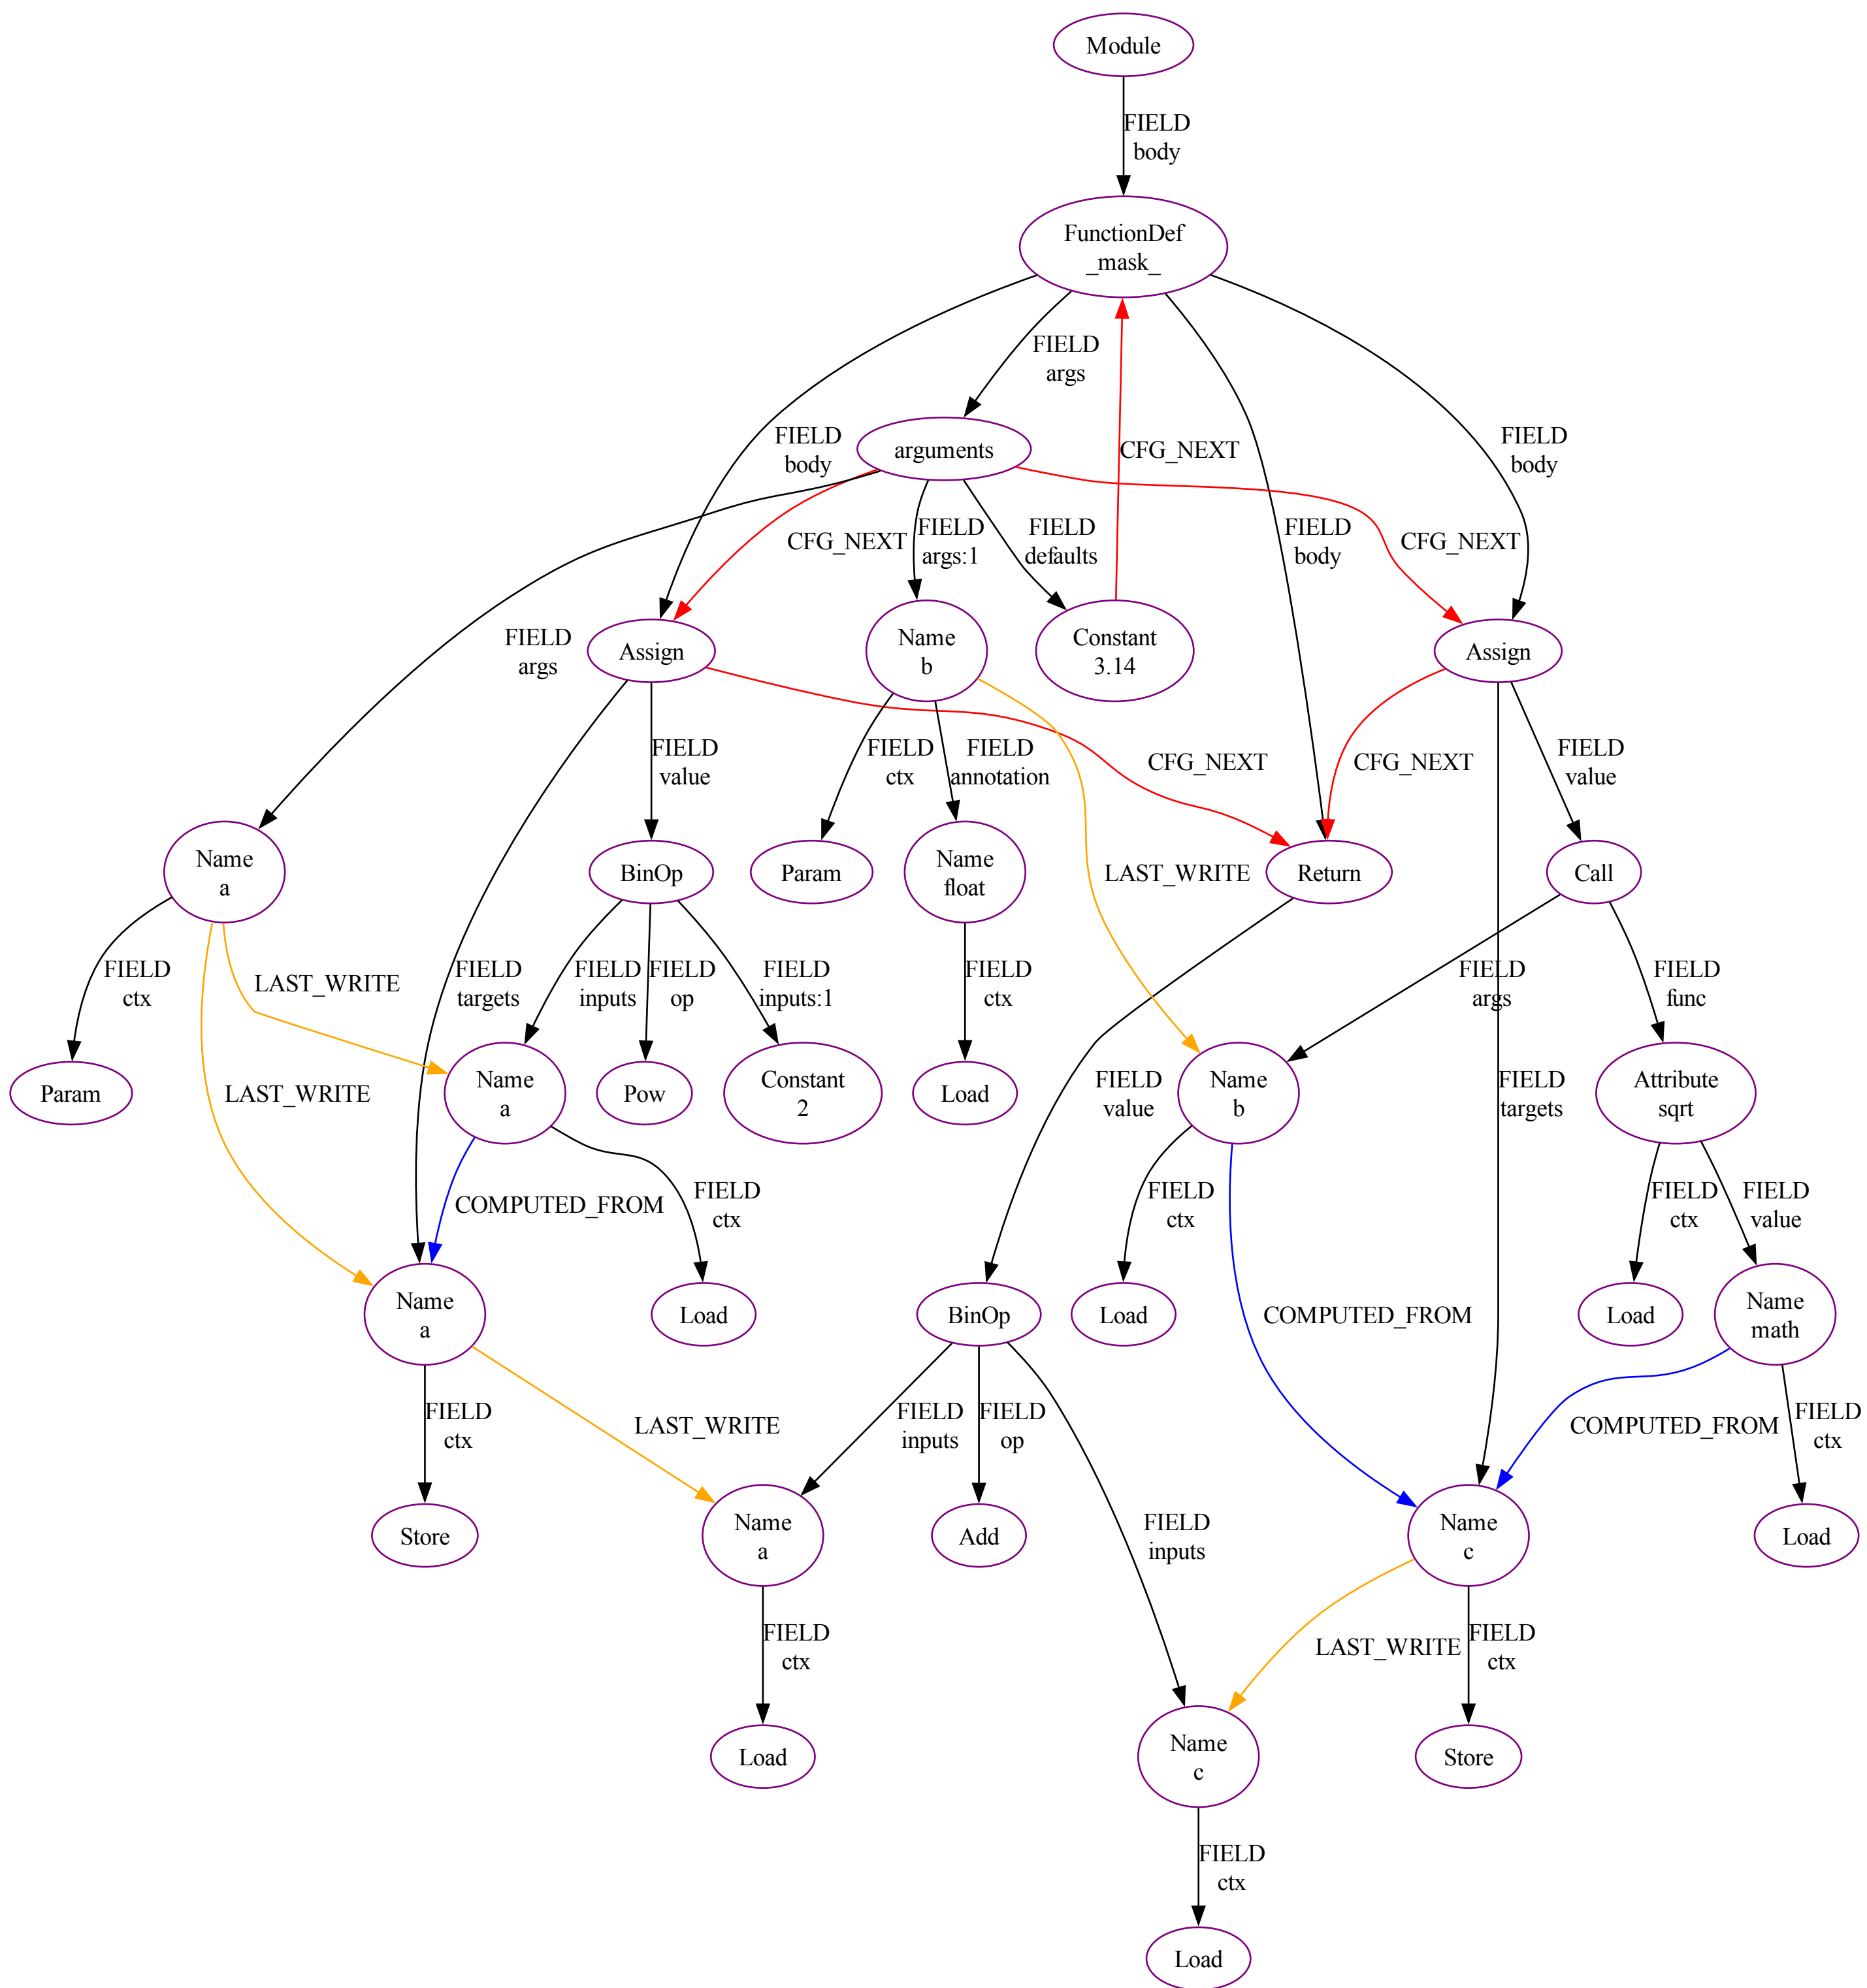 Module
FIELD
body
FunctionDef
_mask_
FIELD
args
FIELD
body
arguments
CFG_NEXT
FIELD
body
CFG_NEXT
FIELD
args:1
FIELD
defaults
FIELD
body
CFG_NEXT
FIELD
args
Assign
Name
b
Constant
3.14
Assign
FIELD
value
FIELD
ctx
FIELD
annotation
CFG_NEXT
CFG_NEXT
FIELD
value
Name
a
BinOp
Param
Name
float
LAST_WRITE
Return
Call
FIELD
ctx
LAST_WRITE
FIELD
targets
FIELD
inputs
FIELD
op
FIELD
inputs:1
FIELD
ctx
FIELD
args
FIELD
func
Param
LAST_WRITE
Name
a
Pow
Constant
2
Load
FIELD
value
Name
b
FIELD
targets
Attribute
sqrt
COMPUTED_FROM
FIELD
ctx
FIELD
ctx
FIELD
ctx
FIELD
value
Name
a
Load
BinOp
Load
COMPUTED_FROM
Load
Name
math
FIELD
ctx
LAST_WRITE
FIELD
inputs
FIELD
op
COMPUTED_FROM
FIELD
ctx
Store
Name
a
Add
FIELD
inputs
Name
c
Load
FIELD
ctx
LAST_WRITE
FIELD
ctx
Load
Name
c
Store
FIELD
ctx
Load